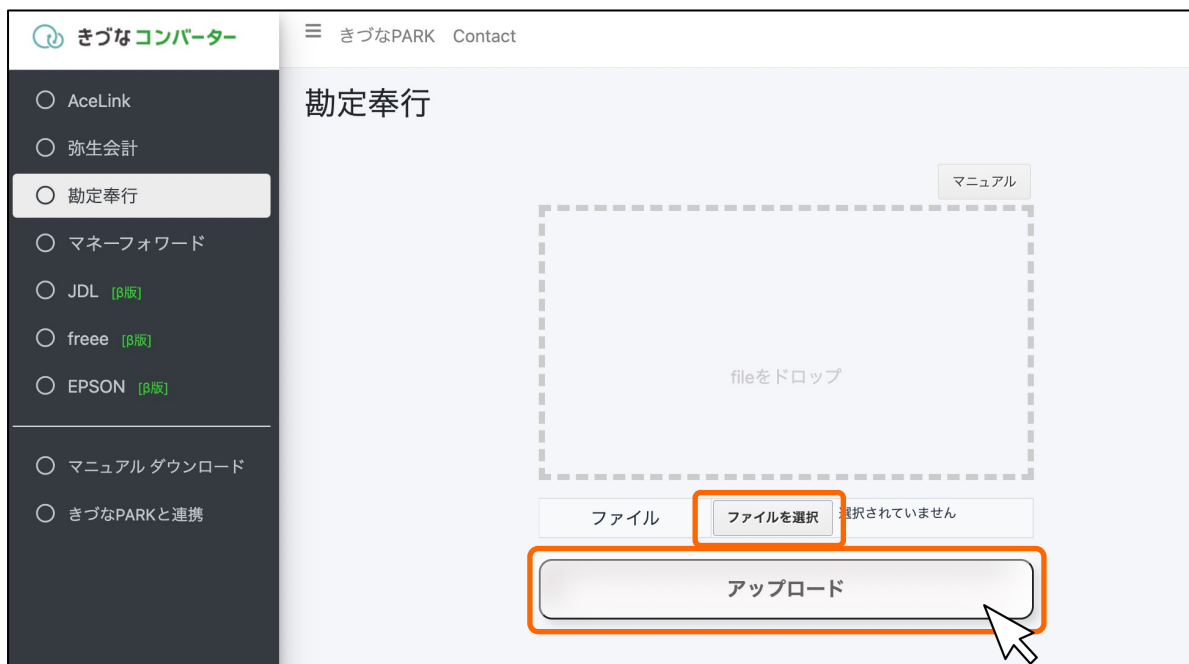 きづなコンバーター
きづなPARK Contact
AceLink
弥生会計
勘定奉行
マネーフォワード
JDL [β版]
freee [β版]
EPSON [β版]
マニュアル ダウンロード
きづなPARKと連携
勘定奉行
マニュアル
fileをドロップ
ファイル ファイルを選択 選択されていません
アップロード